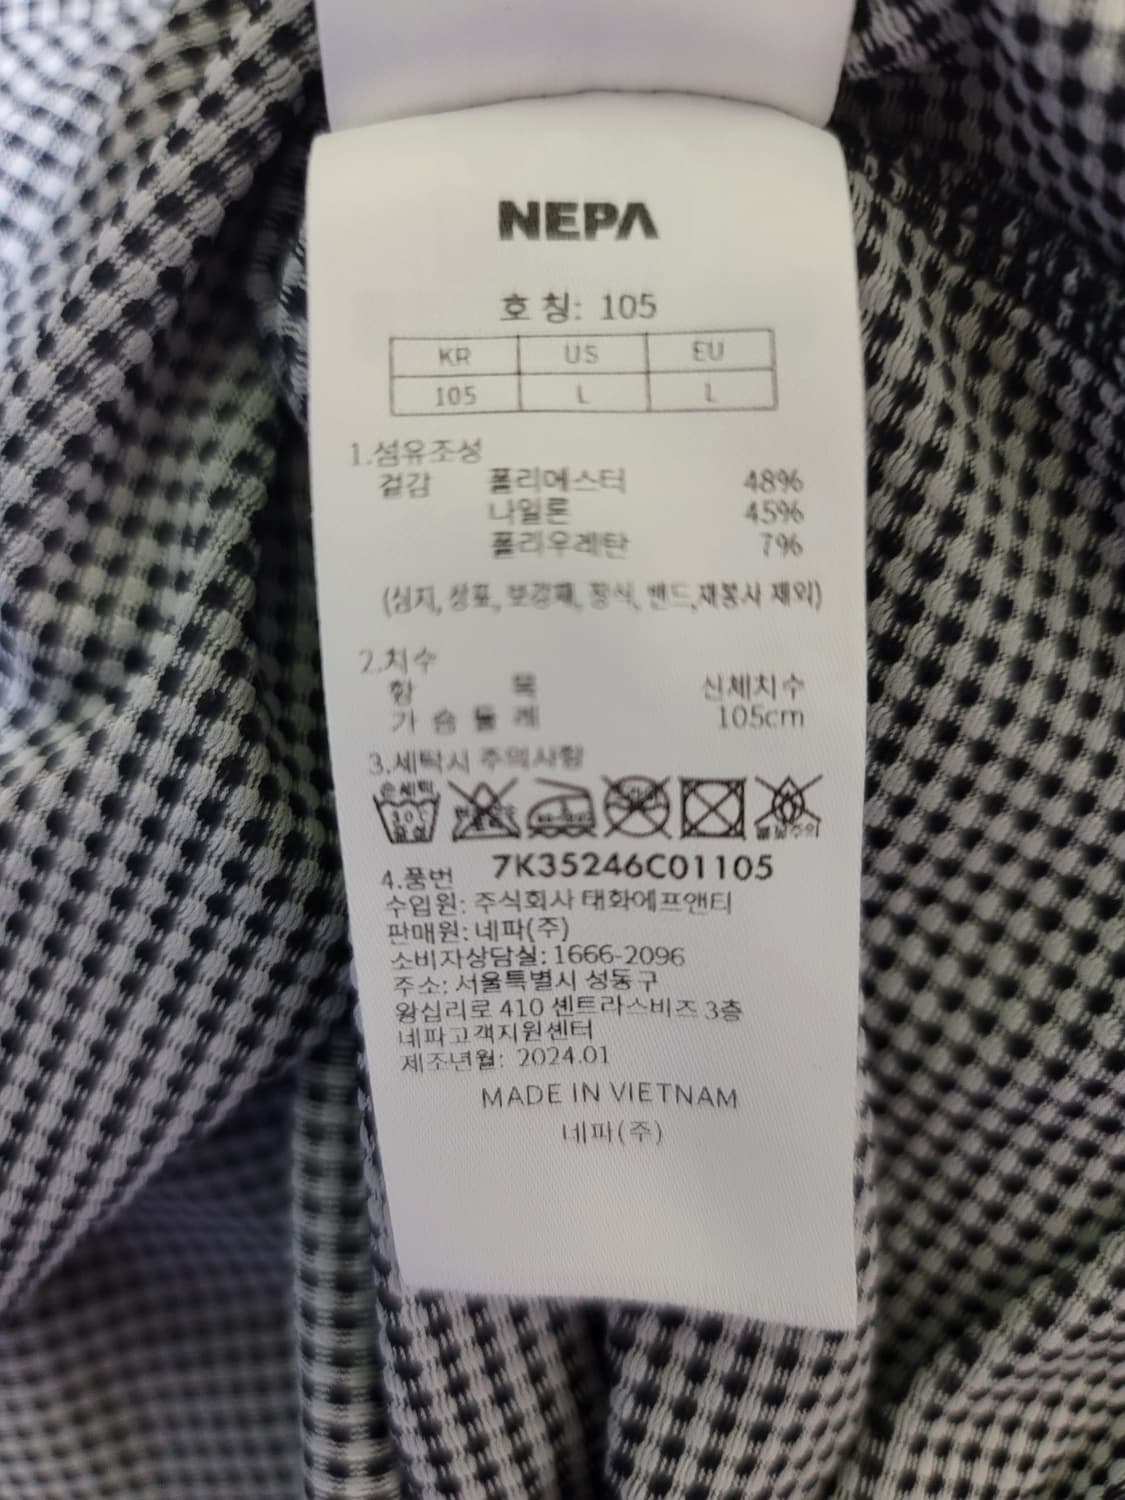 NEPA
호 칭: 105
KR US EU
105 L L
1.섬유조성
겉감 폴리에스터 48%
나일론 45%
폴리우레탄 7%
(심지, 상표, 보강패, 장식, 밴드,재봉사 제외)
2.치수
항 목 신체치수
가 슴 둘 레 105cm
3.세탁시 주의사항
손세탁
30℃
중성
4.품번 7K35246C01105
수입원: 주식회사 태화에프앤티
판매원: 네파(주)
소비자상담실: 1666-2096
주소: 서울특별시 성동구
왕십리로 410 센트라스비즈 3층
네파고객지원센터
제조년월: 2024.01
MADE IN VIETNAM
네파(주)